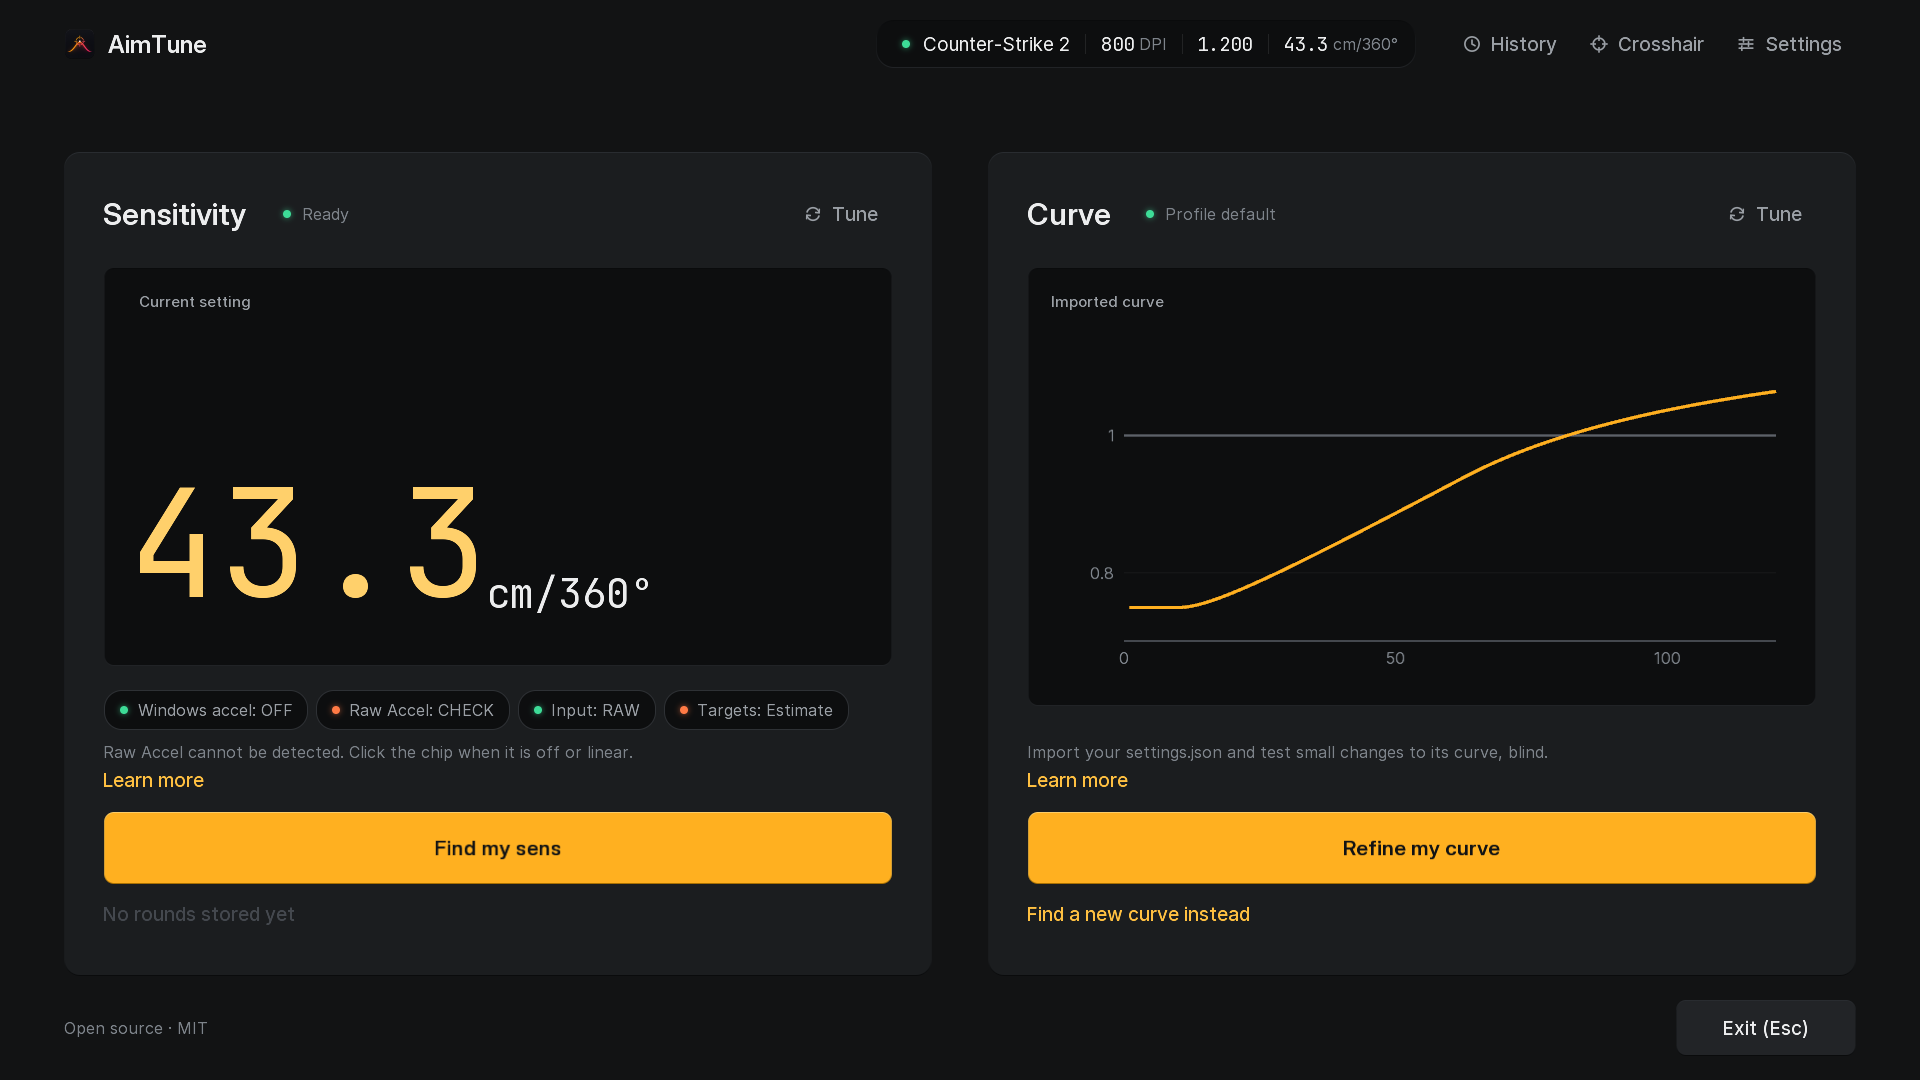 AimTune
Counter-Strike 2 800 DPI 1.200 43.3 cm/360°
History
Crosshair
Settings
Sensitivity
Ready
Tune
Current setting
43.3 cm/360°
Windows accel: OFF
Raw Accel: CHECK
Input: RAW
Targets: Estimate
Raw Accel cannot be detected. Click the chip when it is off or linear.
Learn more
Find my sens
No rounds stored yet
Curve
Profile default
Tune
Imported curve
1
0.8
0 50 100
Import your settings.json and test small changes to its curve, blind.
Learn more
Refine my curve
Find a new curve instead
Open source · MIT
Exit (Esc)